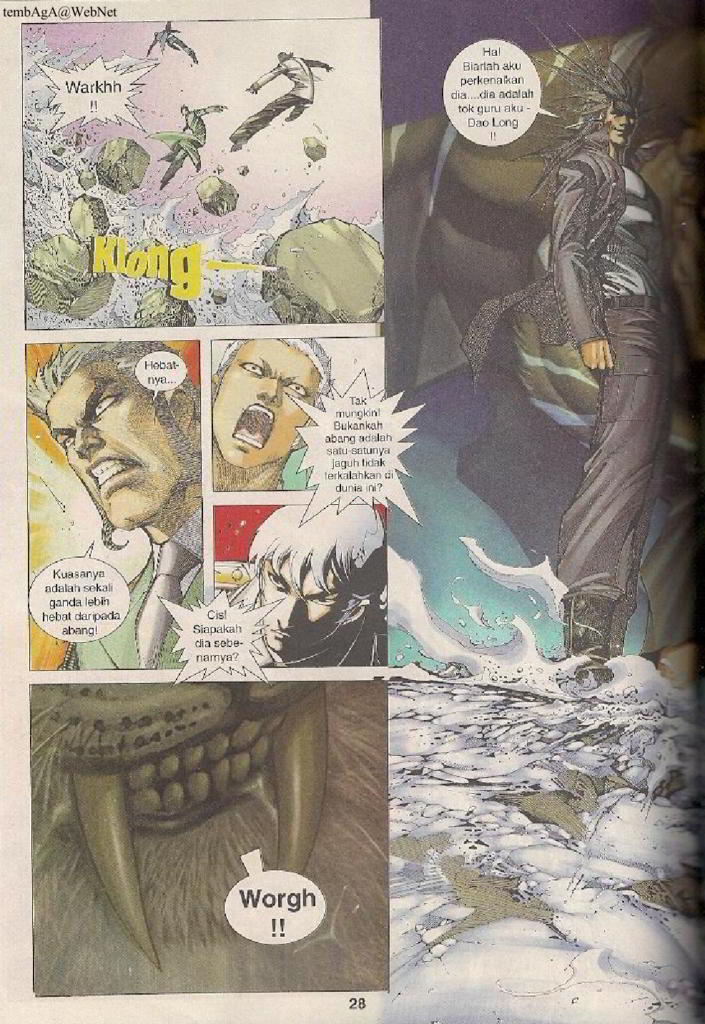 tembAgA@WebNet
Warkhh
!!
Klong
Ha!
Biarlah aku
perkenalkan
dia....dia adalah
tok guru aku -
Dao Long
!!
Hebat-
nya...
Kuasanya
adalah sekali
ganda lebih
hebat daripada
abang!
Tak
mungkin!
Bukankah
abang adalah
satu-satunya
jaguh tidak
terkalahkan di
dunia ini?
Cis!
Siapakah
dia sebe-
narnya?
Worgh
!!
28